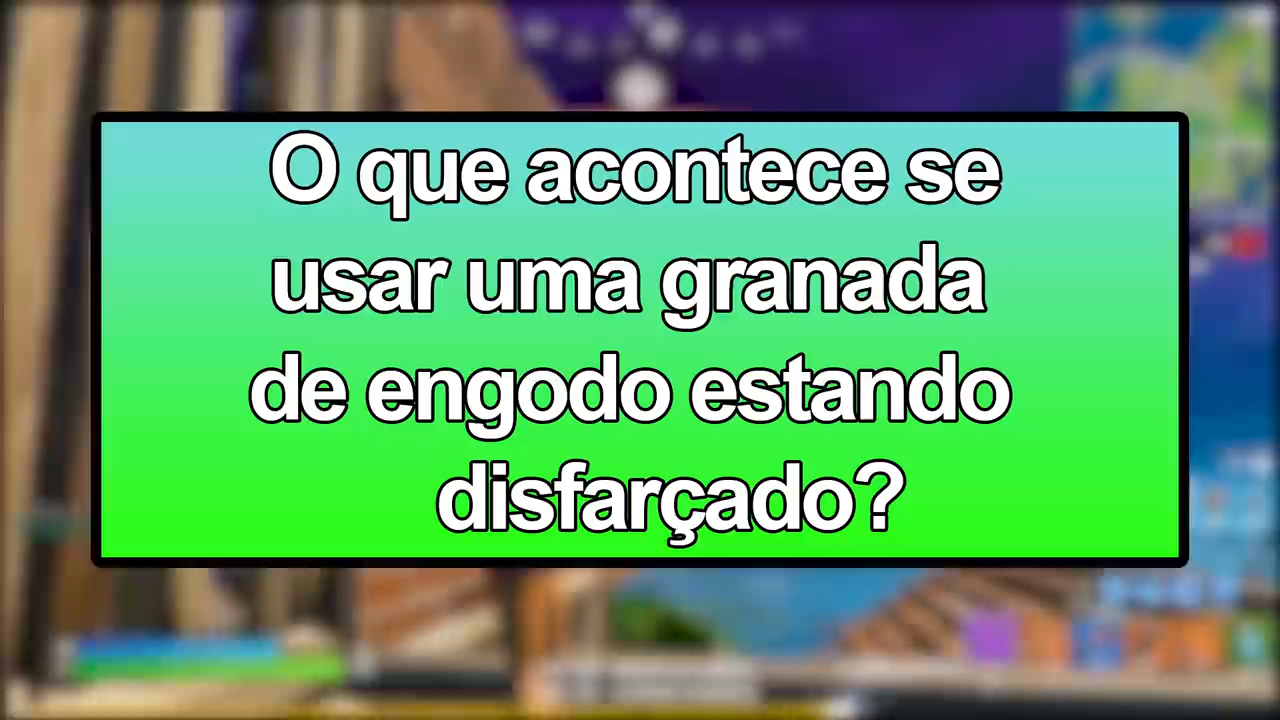 O que acontece se
usar uma granada
de engodo estando
disfarçado?